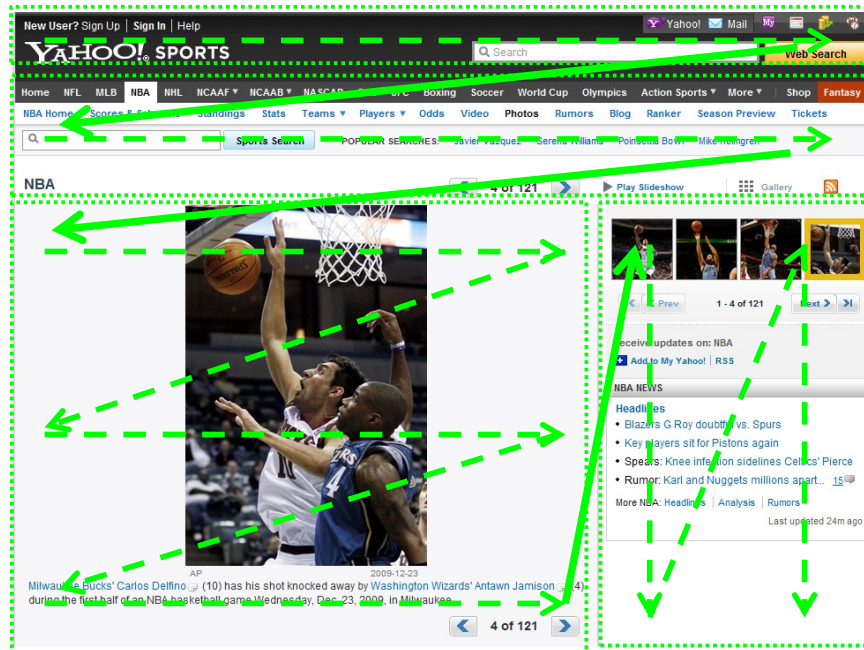 New User? Sign Up | Sign In | Help
Yahoo! Mail My
YAHOO! SPORTS
Search
Web Search
Home NFL MLB NBA NHL NCAAF NCAAB NASCAR UFC Boxing Soccer World Cup Olympics Action Sports More Shop Fantasy
NBA Home Scores & Standings Stats Teams Players Odds Video Photos Rumors Blog Ranker Season Preview Tickets
Sports Search POPULAR SEARCHES: Javier Vazquez Serena Williams Poinsettia Bowl Mike Holmgren
NBA
4 of 121
Play Slideshow
Gallery
Prev 1 - 4 of 121 Next
Receive updates on: NBA
Add to My Yahoo! | RSS
NBA NEWS
Headlines
• Blazers G Roy doubtful vs. Spurs
• Key players sit for Pistons again
• Spears: Knee infection sidelines Celtics' Pierce
• Rumor: Karl and Nuggets millions apart... 15
More NBA: Headlines | Analysis | Rumors
Last updated 24m ago
10
4
AP 2009-12-23
Milwaukee Bucks' Carlos Delfino (10) has his shot knocked away by Washington Wizards' Antawn Jamison (4)
during the first half of an NBA basketball game Wednesday, Dec. 23, 2009, in Milwaukee.
4 of 121